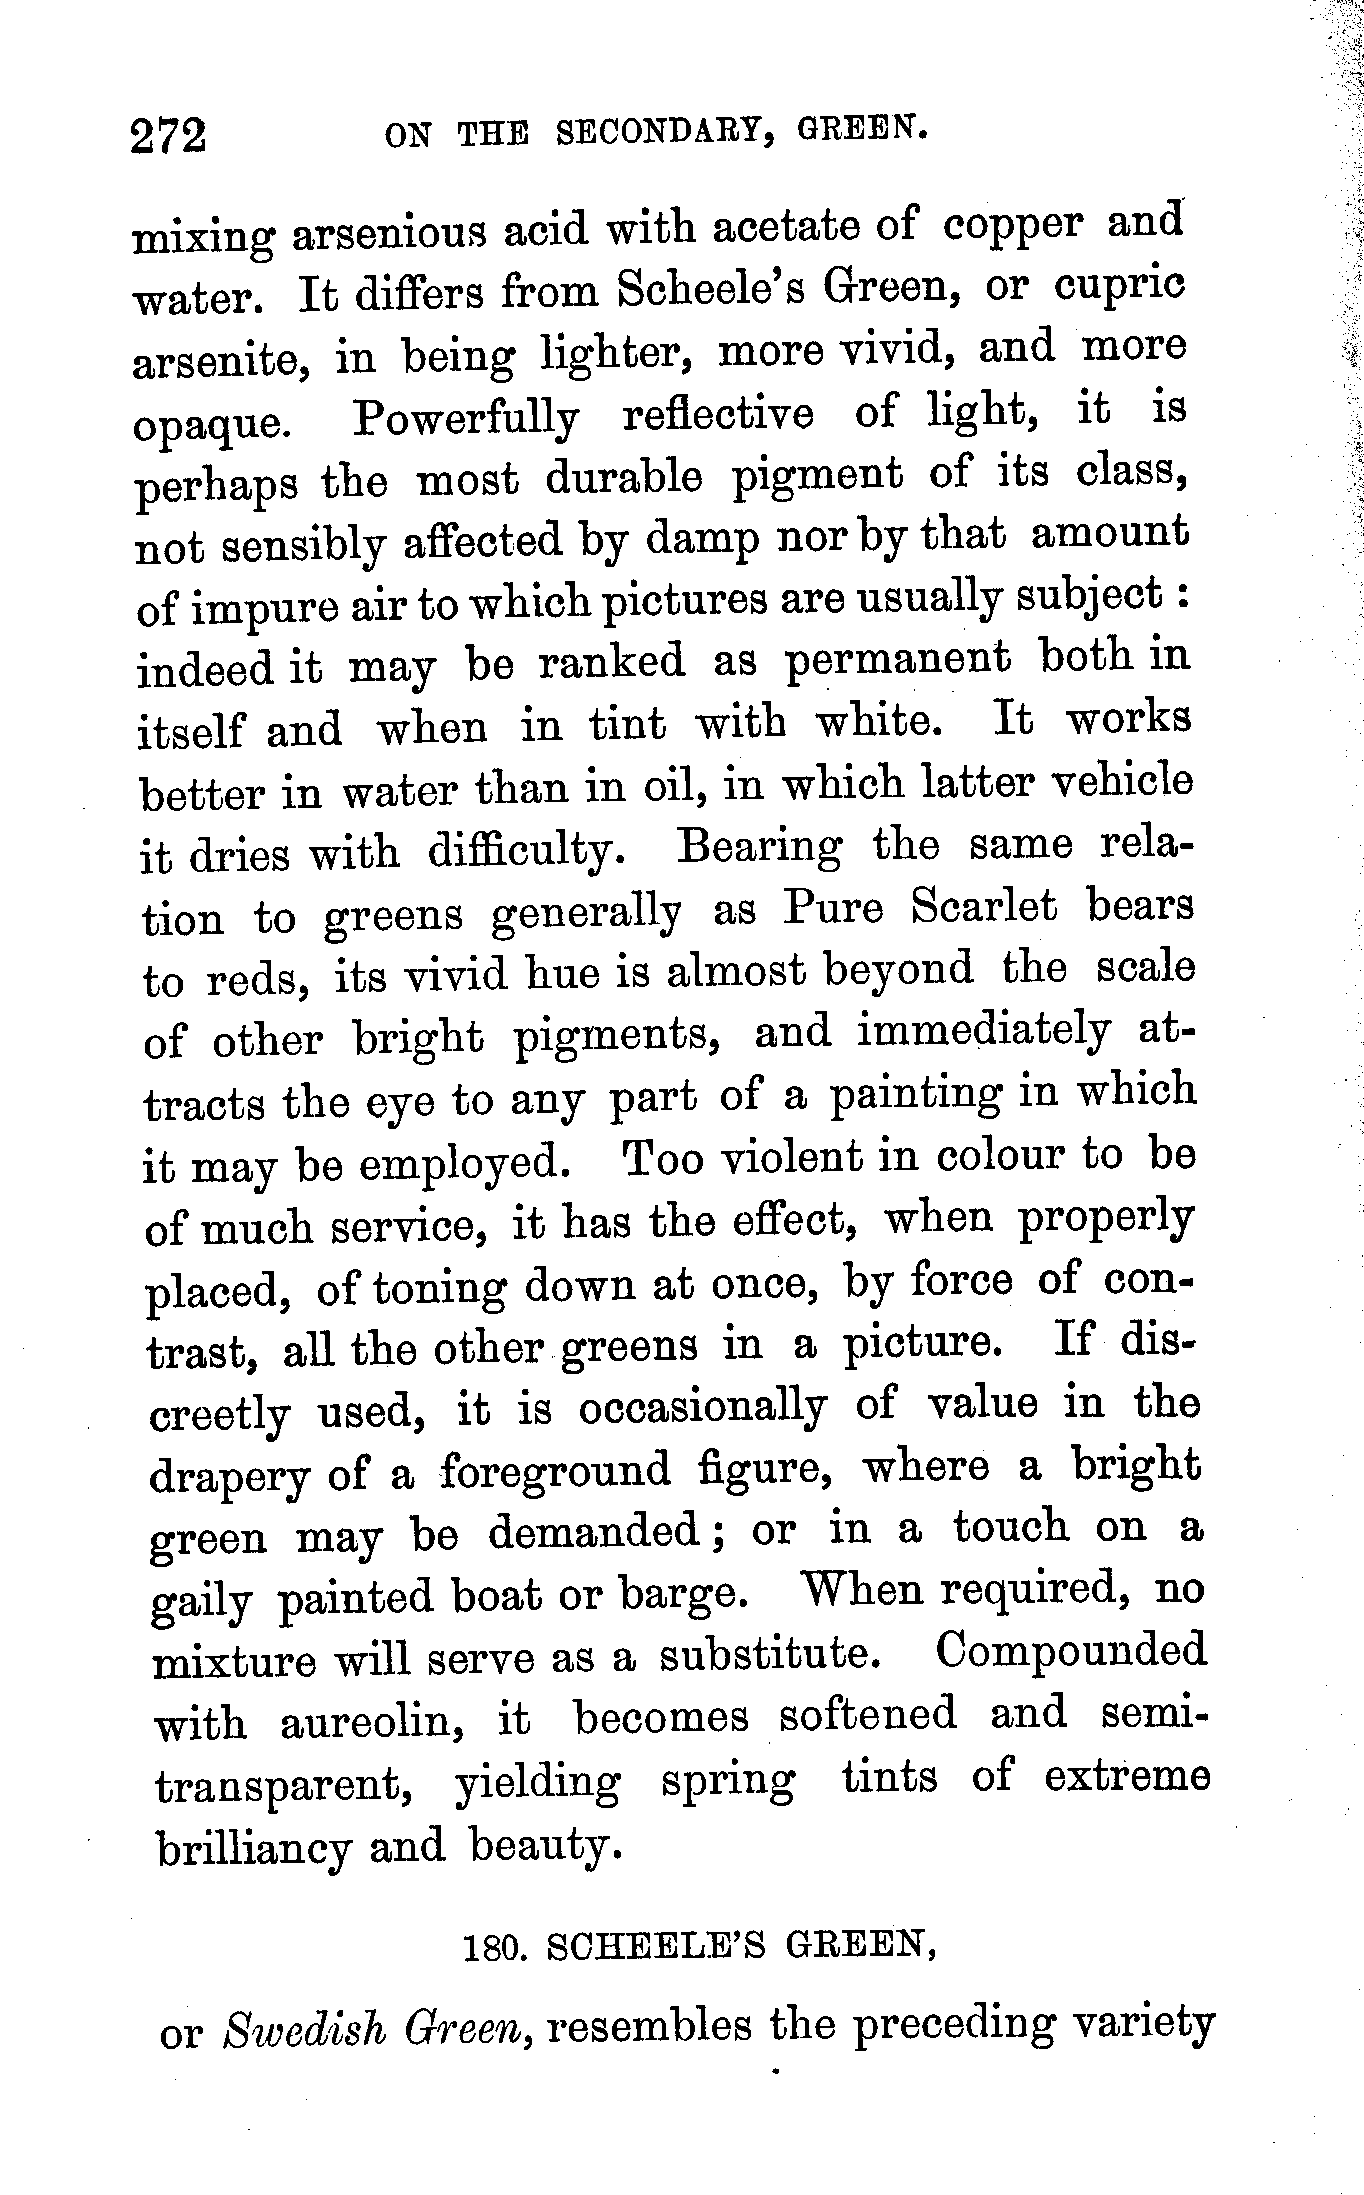 272 ON THE SECONDARY, GREEN.
mixing arsenious acid with acetate of copper and
water. It differs from Scheele's Green, or cupric
arsenite, in being lighter, more vivid, and more
opaque. Powerfully reflective of light, it is
perhaps the most durable pigment of its class,
not sensibly affected by damp nor by that amount
of impure air to which pictures are usually subject :
indeed it may be ranked as permanent both in
itself and when in tint with white. It works
better in water than in oil, in which latter vehicle
it dries with difficulty. Bearing the same rela-
tion to greens generally as Pure Scarlet bears
to reds, its vivid hue is almost beyond the scale
of other bright pigments, and immediately at-
tracts the eye to any part of a painting in which
it may be employed. Too violent in colour to be
of much service, it has the effect, when properly
placed, of toning down at once, by force of con-
trast, all the other greens in a picture. If dis-
creetly used, it is occasionally of value in the
drapery of a foreground figure, where a bright
green may be demanded ; or in a touch on a
gaily painted boat or barge. When required, no
mixture will serve as a substitute. Compounded
with aureolin, it becomes softened and semi-
transparent, yielding spring tints of extreme
brilliancy and beauty.
180. SCHEELE'S GREEN,
or Swedish Green, resembles the preceding variety